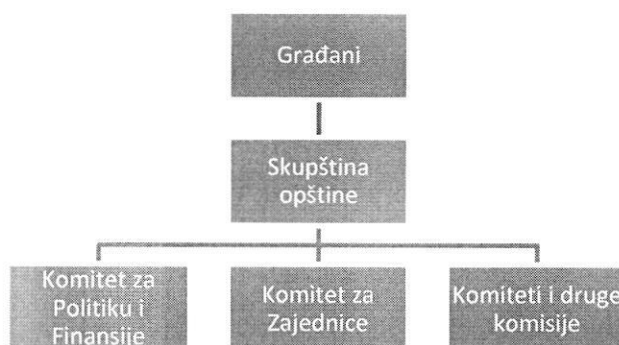 Građani
Skupština
opštine
Komitet za
Politiku i
Finansije
Komitet za
Zajednice
Komiteti i druge
komisije